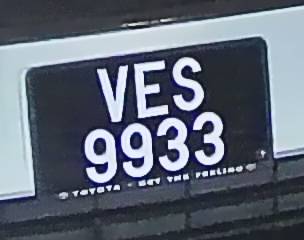 VES
9933
TOYOTA - GET THE FEELING